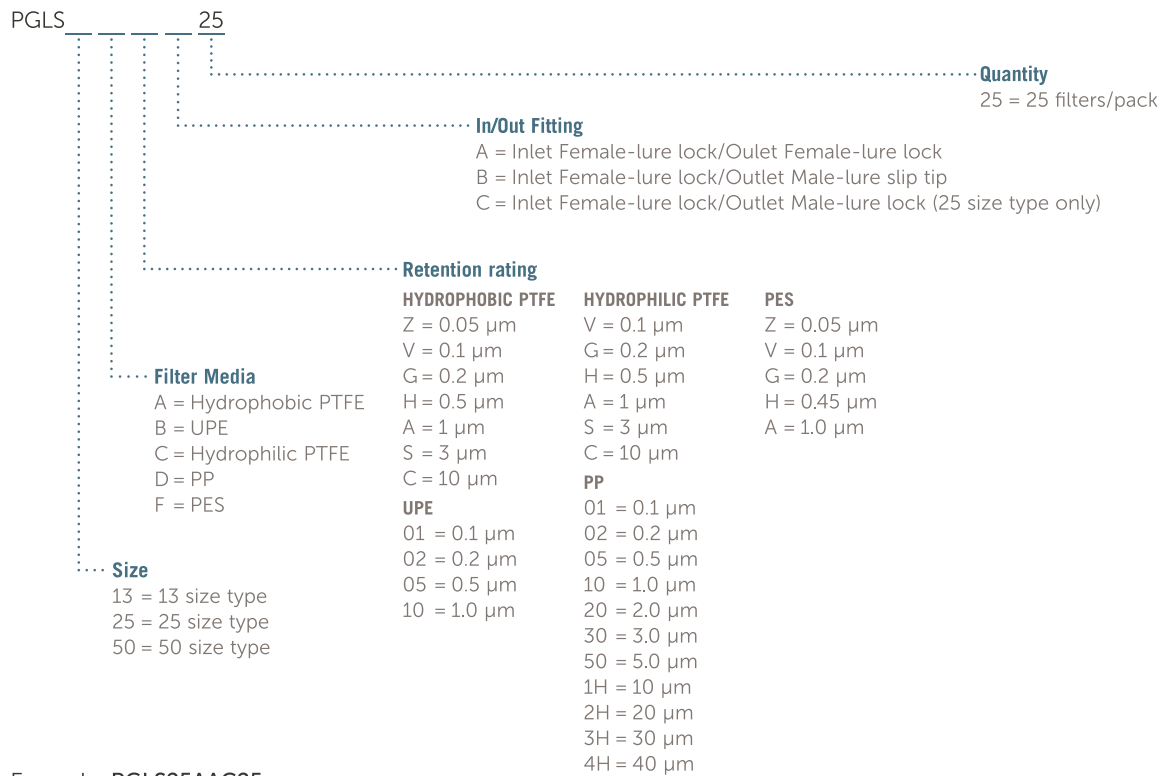 PGLS__ __ __ __ 25
Quantity
25 = 25 filters/pack
In/Out Fitting
A = Inlet Female-lure lock/Oulet Female-lure lock
B = Inlet Female-lure lock/Outlet Male-lure slip tip
C = Inlet Female-lure lock/Outlet Male-lure lock (25 size type only)
Retention rating
HYDROPHOBIC PTFE
Z = 0.05 µm
V = 0.1 µm
G = 0.2 µm
H = 0.5 µm
A = 1 µm
S = 3 µm
C = 10 µm
UPE
01 = 0.1 µm
02 = 0.2 µm
05 = 0.5 µm
10 = 1.0 µm
HYDROPHILIC PTFE
V = 0.1 µm
G = 0.2 µm
H = 0.5 µm
A = 1 µm
S = 3 µm
C = 10 µm
PP
01 = 0.1 µm
02 = 0.2 µm
05 = 0.5 µm
10 = 1.0 µm
20 = 2.0 µm
30 = 3.0 µm
50 = 5.0 µm
1H = 10 µm
2H = 20 µm
3H = 30 µm
4H = 40 µm
PES
Z = 0.05 µm
V = 0.1 µm
G = 0.2 µm
H = 0.45 µm
A = 1.0 µm
Filter Media
A = Hydrophobic PTFE
B = UPE
C = Hydrophilic PTFE
D = PP
F = PES
Size
13 = 13 size type
25 = 25 size type
50 = 50 size type